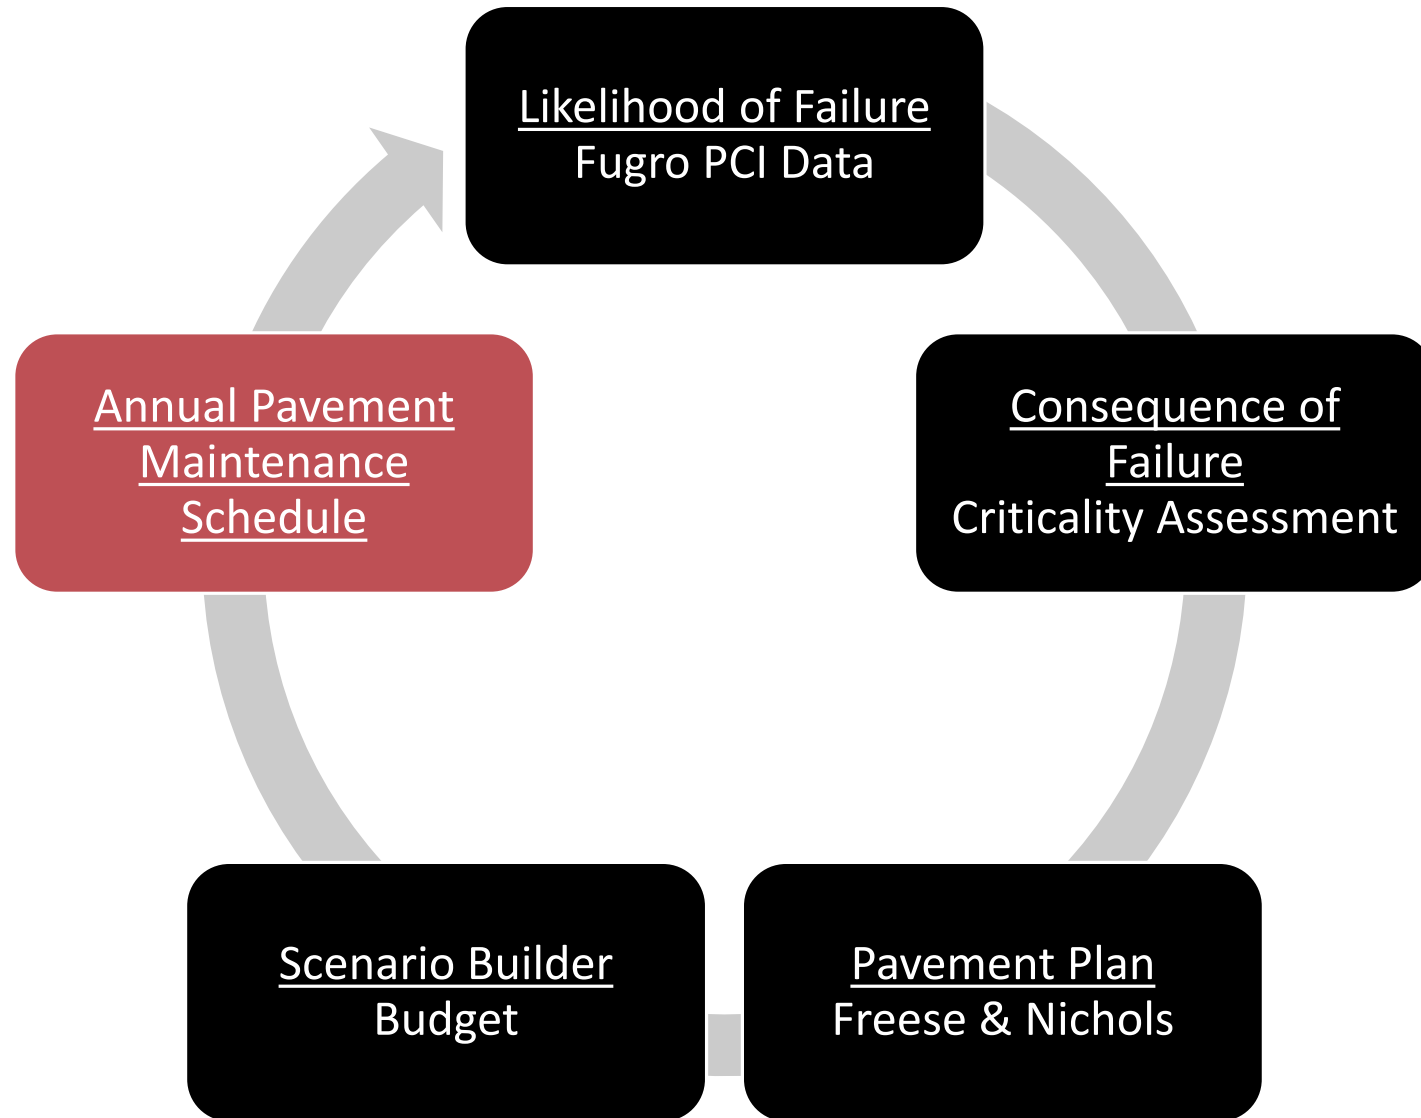 Likelihood of Failure
Fugro PCI Data
Consequence of
Failure
Criticality Assessment
Pavement Plan
Freese & Nichols
Scenario Builder
Budget
Annual Pavement
Maintenance
Schedule